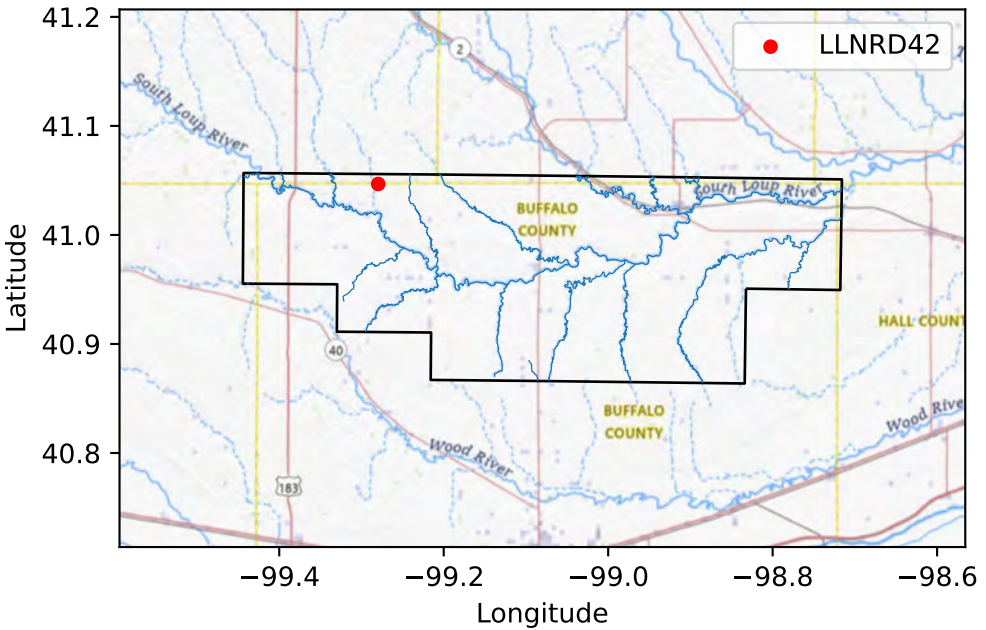 41.2
41.1
41.0
40.9
40.8
Latitude
2
LLNRD42
South Loup River
South Loup River
BUFFALO
COUNTY
HALL COUNT
40
BUFFALO
COUNTY
Wood River
Wood Rive
183
−99.4
−99.2
−99.0
−98.8
−98.6
Longitude